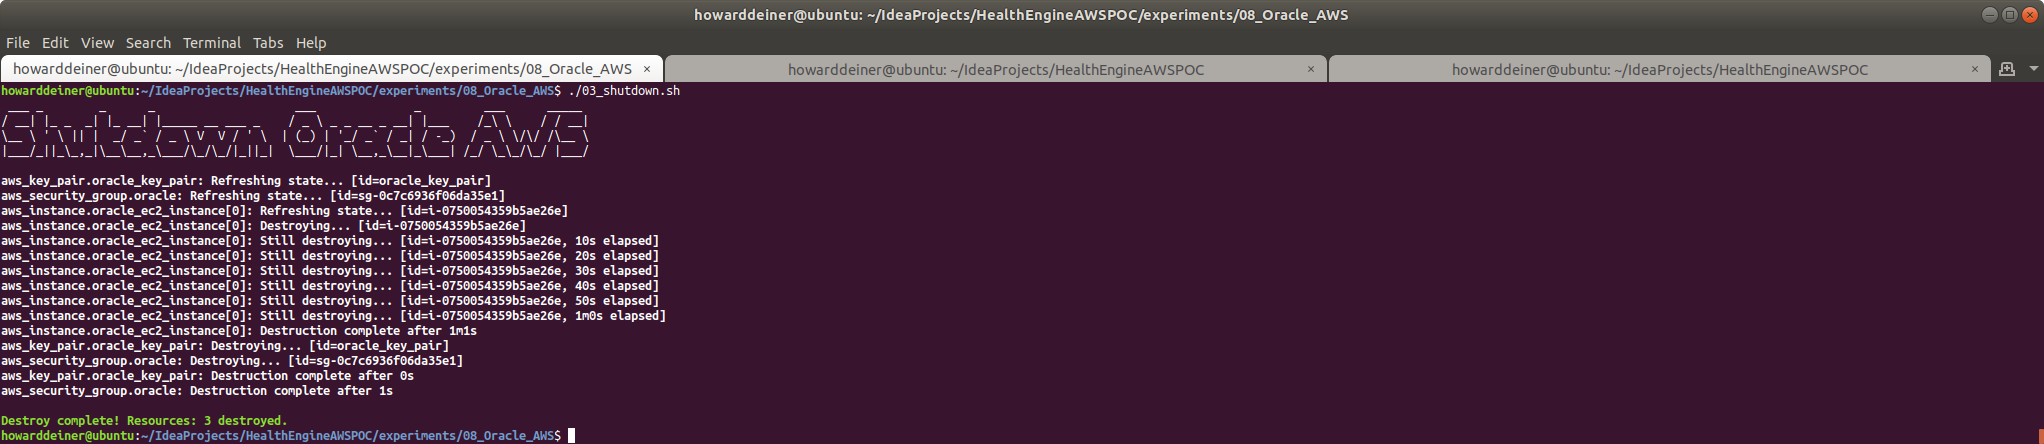 howarddeiner@ubuntu: ~/IdeaProjects/HealthEngineAWSPOC/experiments/08_Oracle_AWS
File Edit View Search Terminal Tabs Help
howarddeiner@ubuntu: ~/IdeaProjects/HealthEngineAWSPOC/experiments/08_Oracle_AWS × howarddeiner@ubuntu: ~/IdeaProjects/HealthEngineAWSPOC × howarddeiner@ubuntu: ~/IdeaProjects/HealthEngineAWSPOC ×
howarddeiner@ubuntu:~/IdeaProjects/HealthEngineAWSPOC/experiments/08_Oracle_AWS$ ./03_shutdown.sh
Shutdown Oracle AWS
aws_key_pair.oracle_key_pair: Refreshing state... [id=oracle_key_pair]
aws_security_group.oracle: Refreshing state... [id=sg-0c7c6936f06da35e1]
aws_instance.oracle_ec2_instance[0]: Refreshing state... [id=i-0750054359b5ae26e]
aws_instance.oracle_ec2_instance[0]: Destroying... [id=i-0750054359b5ae26e]
aws_instance.oracle_ec2_instance[0]: Still destroying... [id=i-0750054359b5ae26e, 10s elapsed]
aws_instance.oracle_ec2_instance[0]: Still destroying... [id=i-0750054359b5ae26e, 20s elapsed]
aws_instance.oracle_ec2_instance[0]: Still destroying... [id=i-0750054359b5ae26e, 30s elapsed]
aws_instance.oracle_ec2_instance[0]: Still destroying... [id=i-0750054359b5ae26e, 40s elapsed]
aws_instance.oracle_ec2_instance[0]: Still destroying... [id=i-0750054359b5ae26e, 50s elapsed]
aws_instance.oracle_ec2_instance[0]: Still destroying... [id=i-0750054359b5ae26e, 1m0s elapsed]
aws_instance.oracle_ec2_instance[0]: Destruction complete after 1m1s
aws_key_pair.oracle_key_pair: Destroying... [id=oracle_key_pair]
aws_security_group.oracle: Destroying... [id=sg-0c7c6936f06da35e1]
aws_key_pair.oracle_key_pair: Destruction complete after 0s
aws_security_group.oracle: Destruction complete after 1s
Destroy complete! Resources: 3 destroyed.
howarddeiner@ubuntu:~/IdeaProjects/HealthEngineAWSPOC/experiments/08_Oracle_AWS$